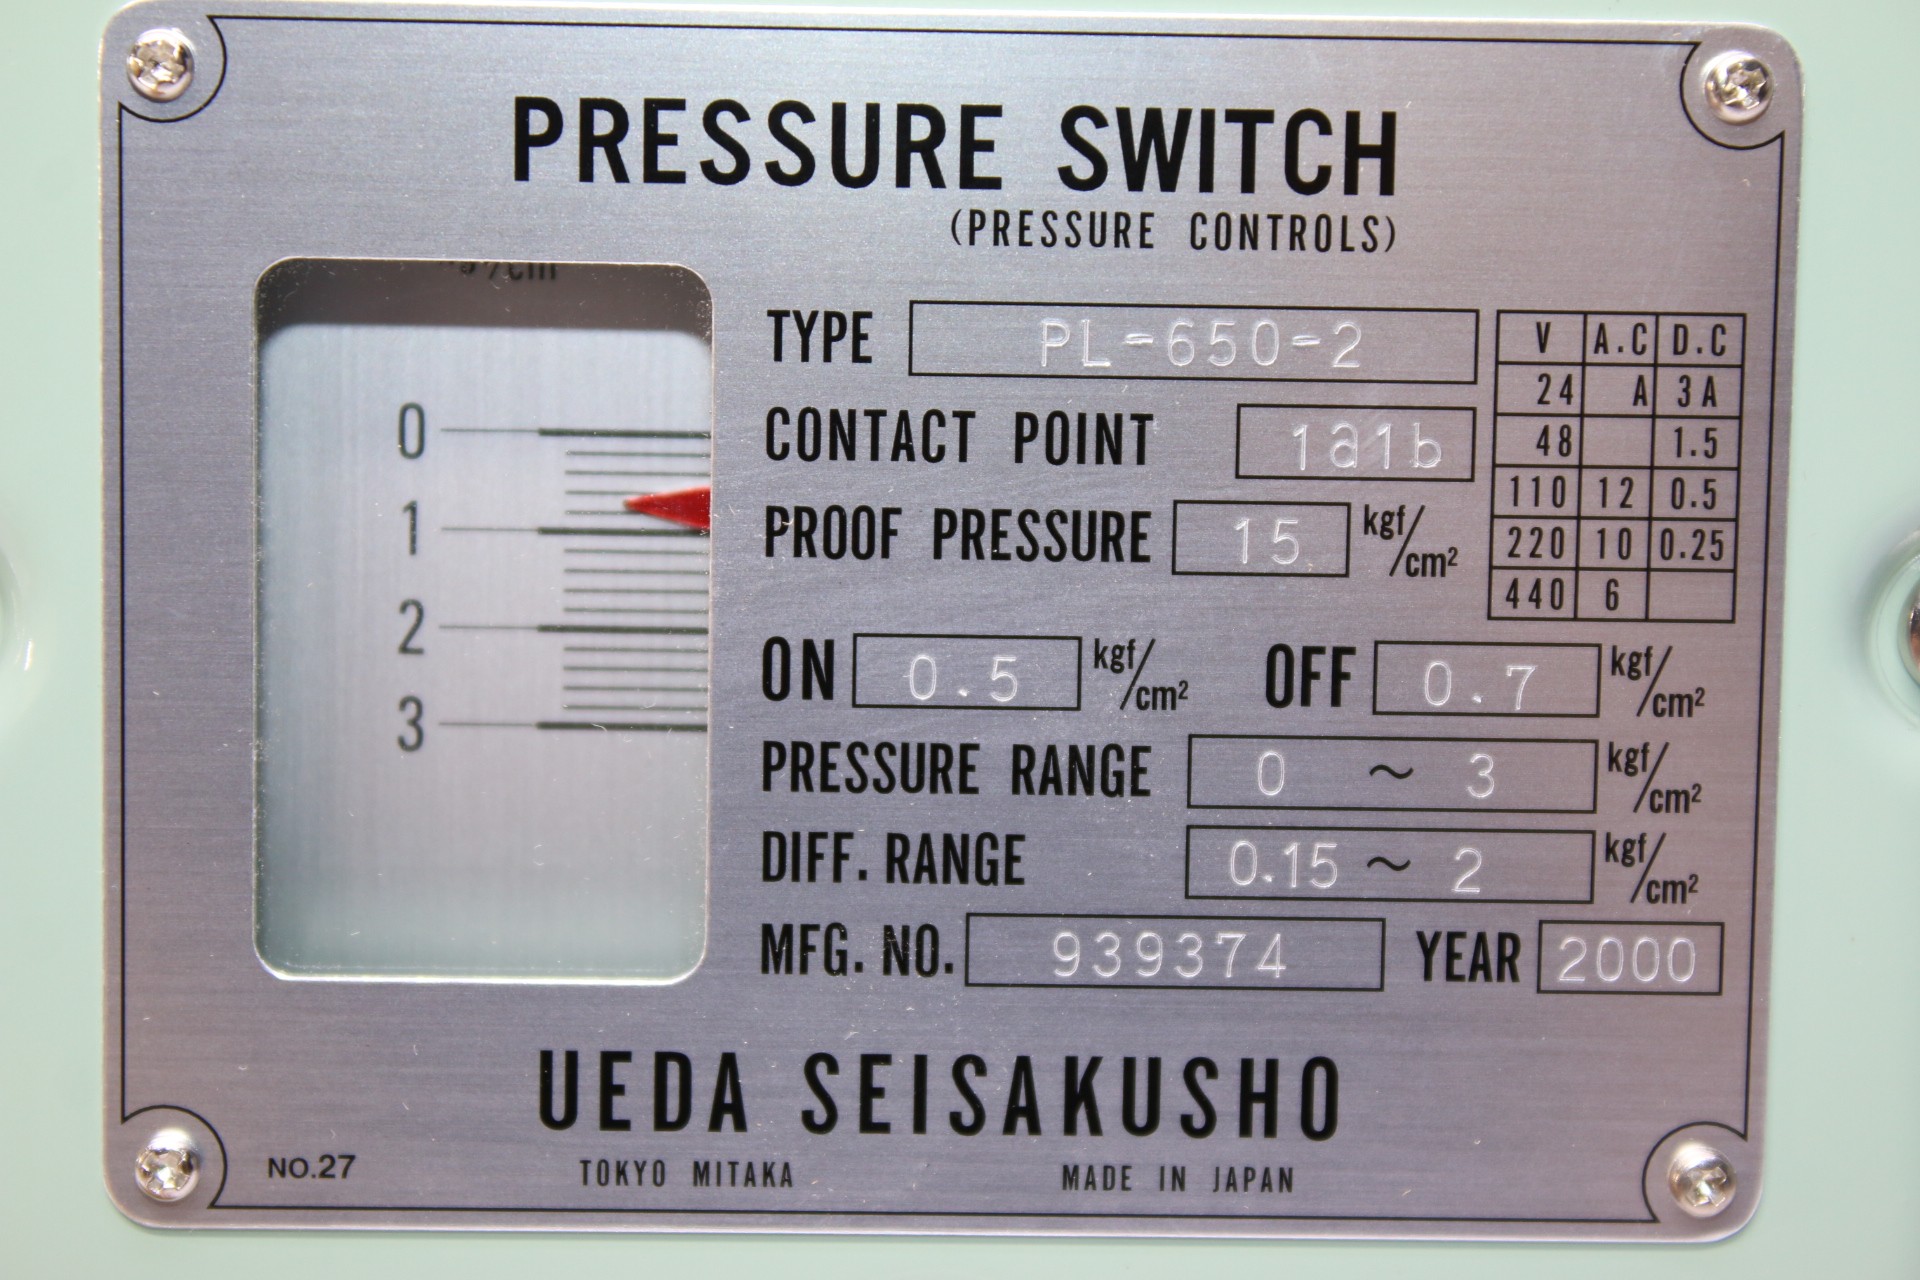 PRESSURE SWITCH
(PRESSURE CONTROLS)
0
1
2
3
TYPE PL-650-2
CONTACT POINT 1a1b
PROOF PRESSURE 15 kgf/cm²
V A.C D.C
24 A 3A
48 1.5
110 12 0.5
220 10 0.25
440 6
ON 0.5 kgf/cm² OFF 0.7 kgf/cm²
PRESSURE RANGE 0 ~ 3 kgf/cm²
DIFF. RANGE 0.15 ~ 2 kgf/cm²
MFG. NO. 939374 YEAR 2000
UEDA SEISAKUSHO
NO.27 TOKYO MITAKA MADE IN JAPAN